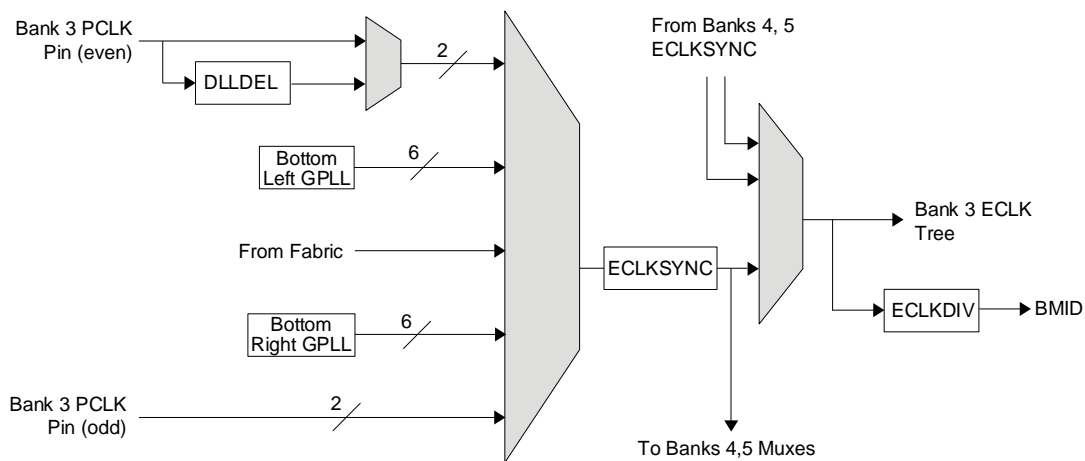 Bank 3 PCLK
Pin (even)
DLLDEL
2
From Banks 4, 5
ECLKSYNC
Bottom
Left GPLL
6
From Fabric
Bottom
Right GPLL
6
Bank 3 PCLK
Pin (odd)
2
ECLKSYNC
To Banks 4,5 Muxes
Bank 3 ECLK
Tree
ECLKDIV
BMID